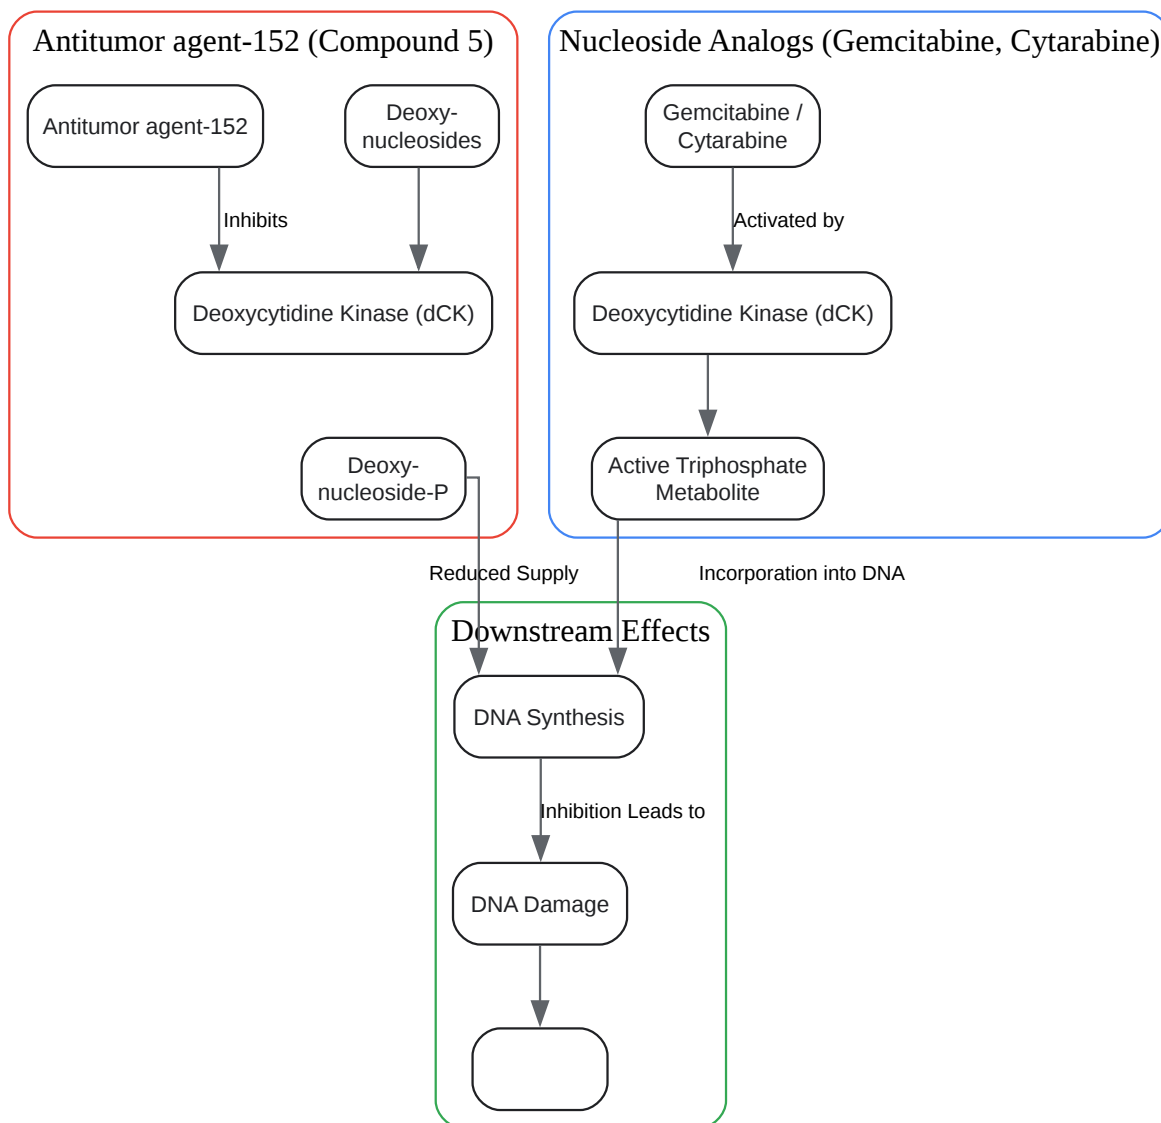 Antitumor agent-152 (Compound 5)
Nucleoside Analogs (Gemcitabine, Cytarabine)
Antitumor agent-152
Deoxy-
nucleosides
Gemcitabine /
Cytarabine
Inhibits
Activated by
Deoxycytidine Kinase (dCK)
Deoxycytidine Kinase (dCK)
Deoxy-
nucleoside-P
Active Triphosphate
Metabolite
Reduced Supply
Incorporation into DNA
Downstream Effects
DNA Synthesis
Inhibition Leads to
DNA Damage